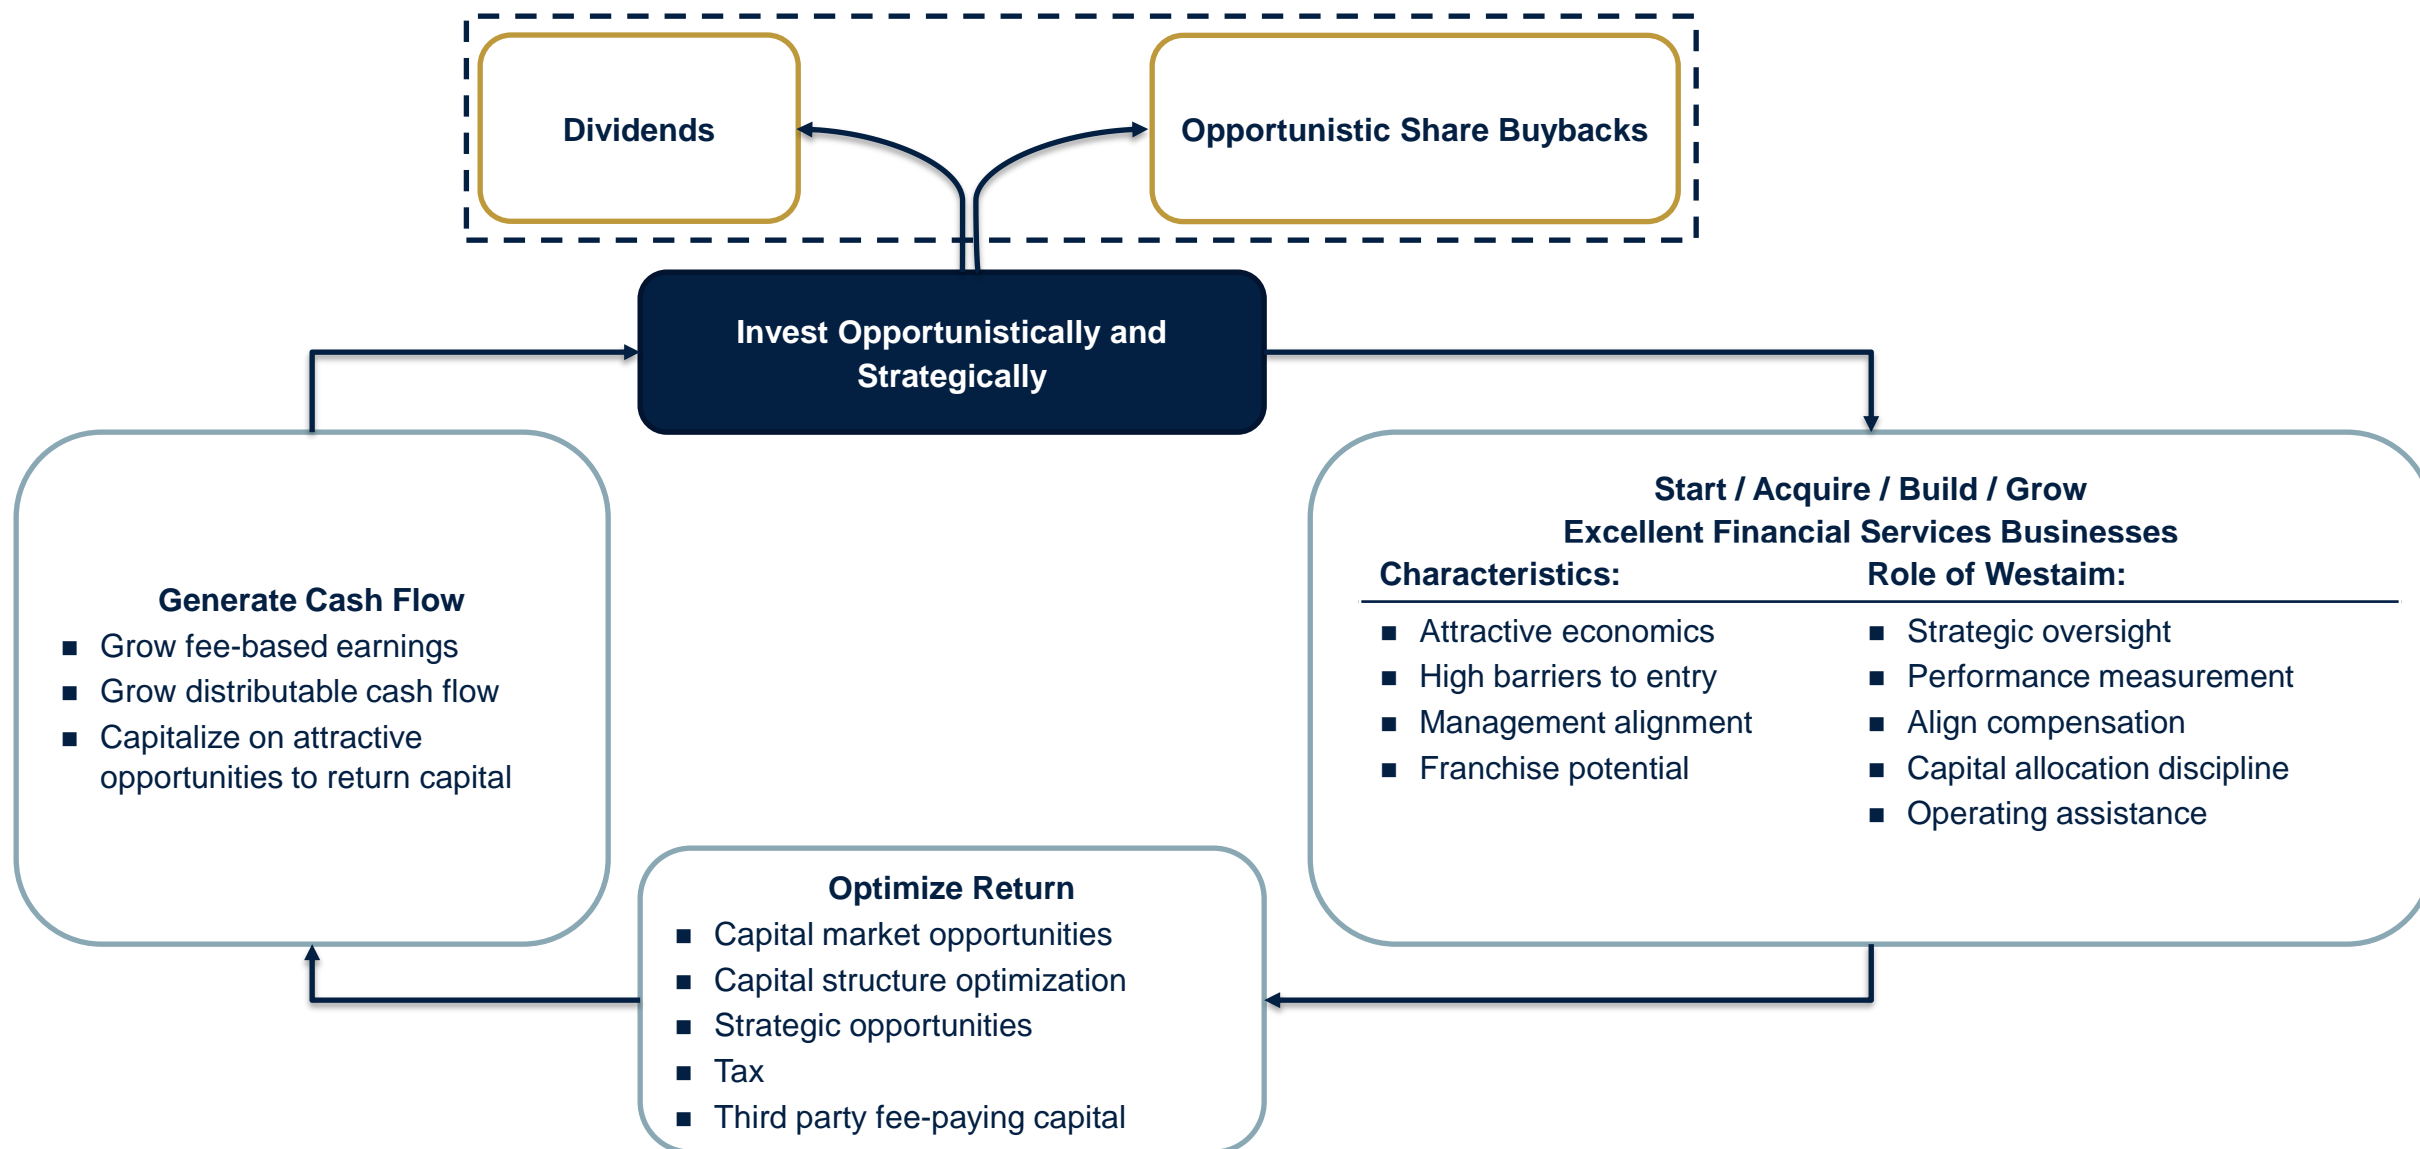 Dividends
Opportunistic Share Buybacks
Invest Opportunistically and
Strategically
Generate Cash Flow
■ Grow fee-based earnings
■ Grow distributable cash flow
■ Capitalize on attractive
opportunities to return capital
Start / Acquire / Build / Grow
Excellent Financial Services Businesses
Characteristics:
■ Attractive economics
■ High barriers to entry
■ Management alignment
■ Franchise potential
Role of Westaim:
■ Strategic oversight
■ Performance measurement
■ Align compensation
■ Capital allocation discipline
■ Operating assistance
Optimize Return
■ Capital market opportunities
■ Capital structure optimization
■ Strategic opportunities
■ Tax
■ Third party fee-paying capital